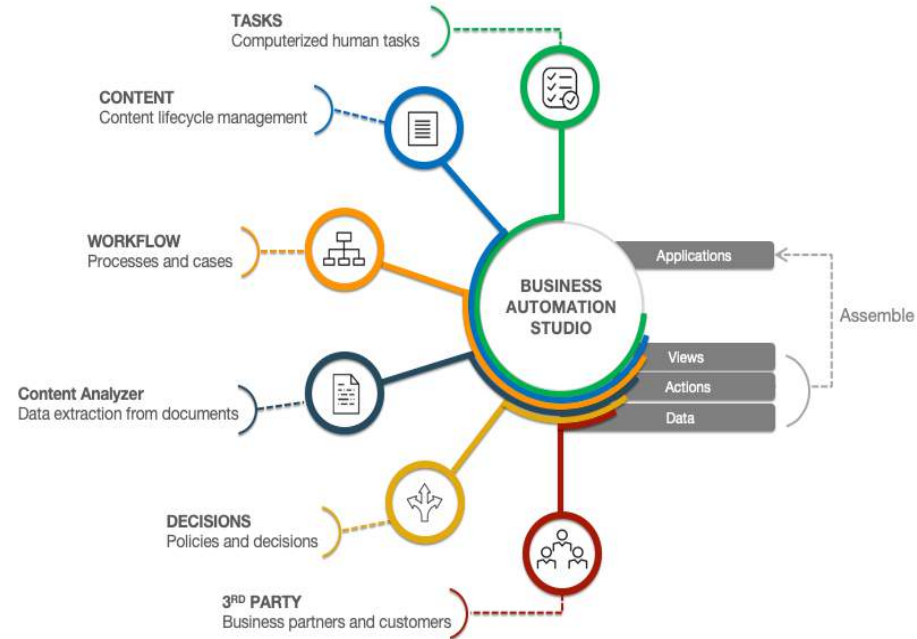 TASKS
Computerized human tasks
CONTENT
Content lifecycle management
WORKFLOW
Processes and cases
Content Analyzer
Data extraction from documents
DECISIONS
Policies and decisions
3RD PARTY
Business partners and customers
BUSINESS
AUTOMATION
STUDIO
Applications
Views
Actions
Data
Assemble